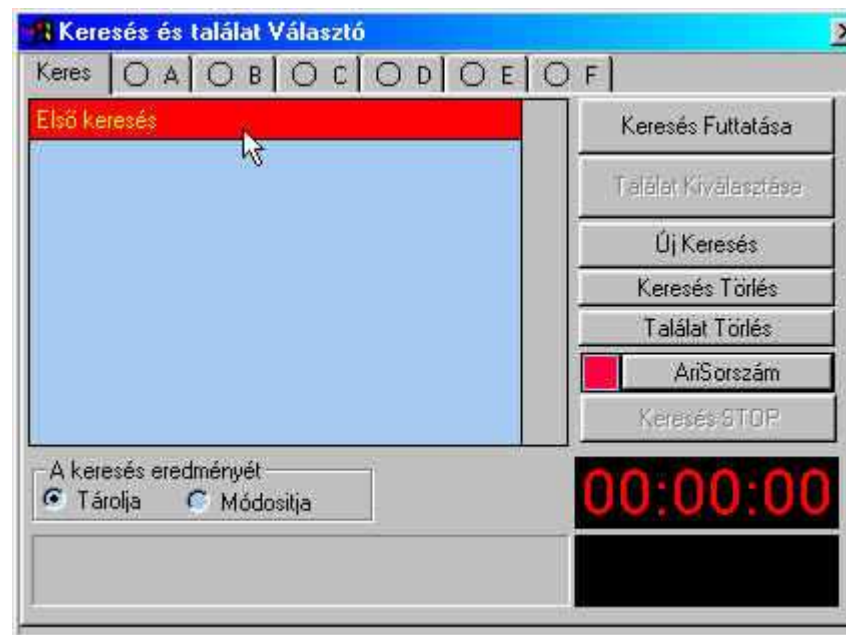 Keresés és találat Választó
Keres A B C D E F
Első keresés
Keresés Futtatása
Találat Kiválasztása
Új Keresés
Keresés Törlés
Találat Törlés
AriSorszám
Keresés STOP
A keresés eredményét
Tárolja Módositja
00:00:00